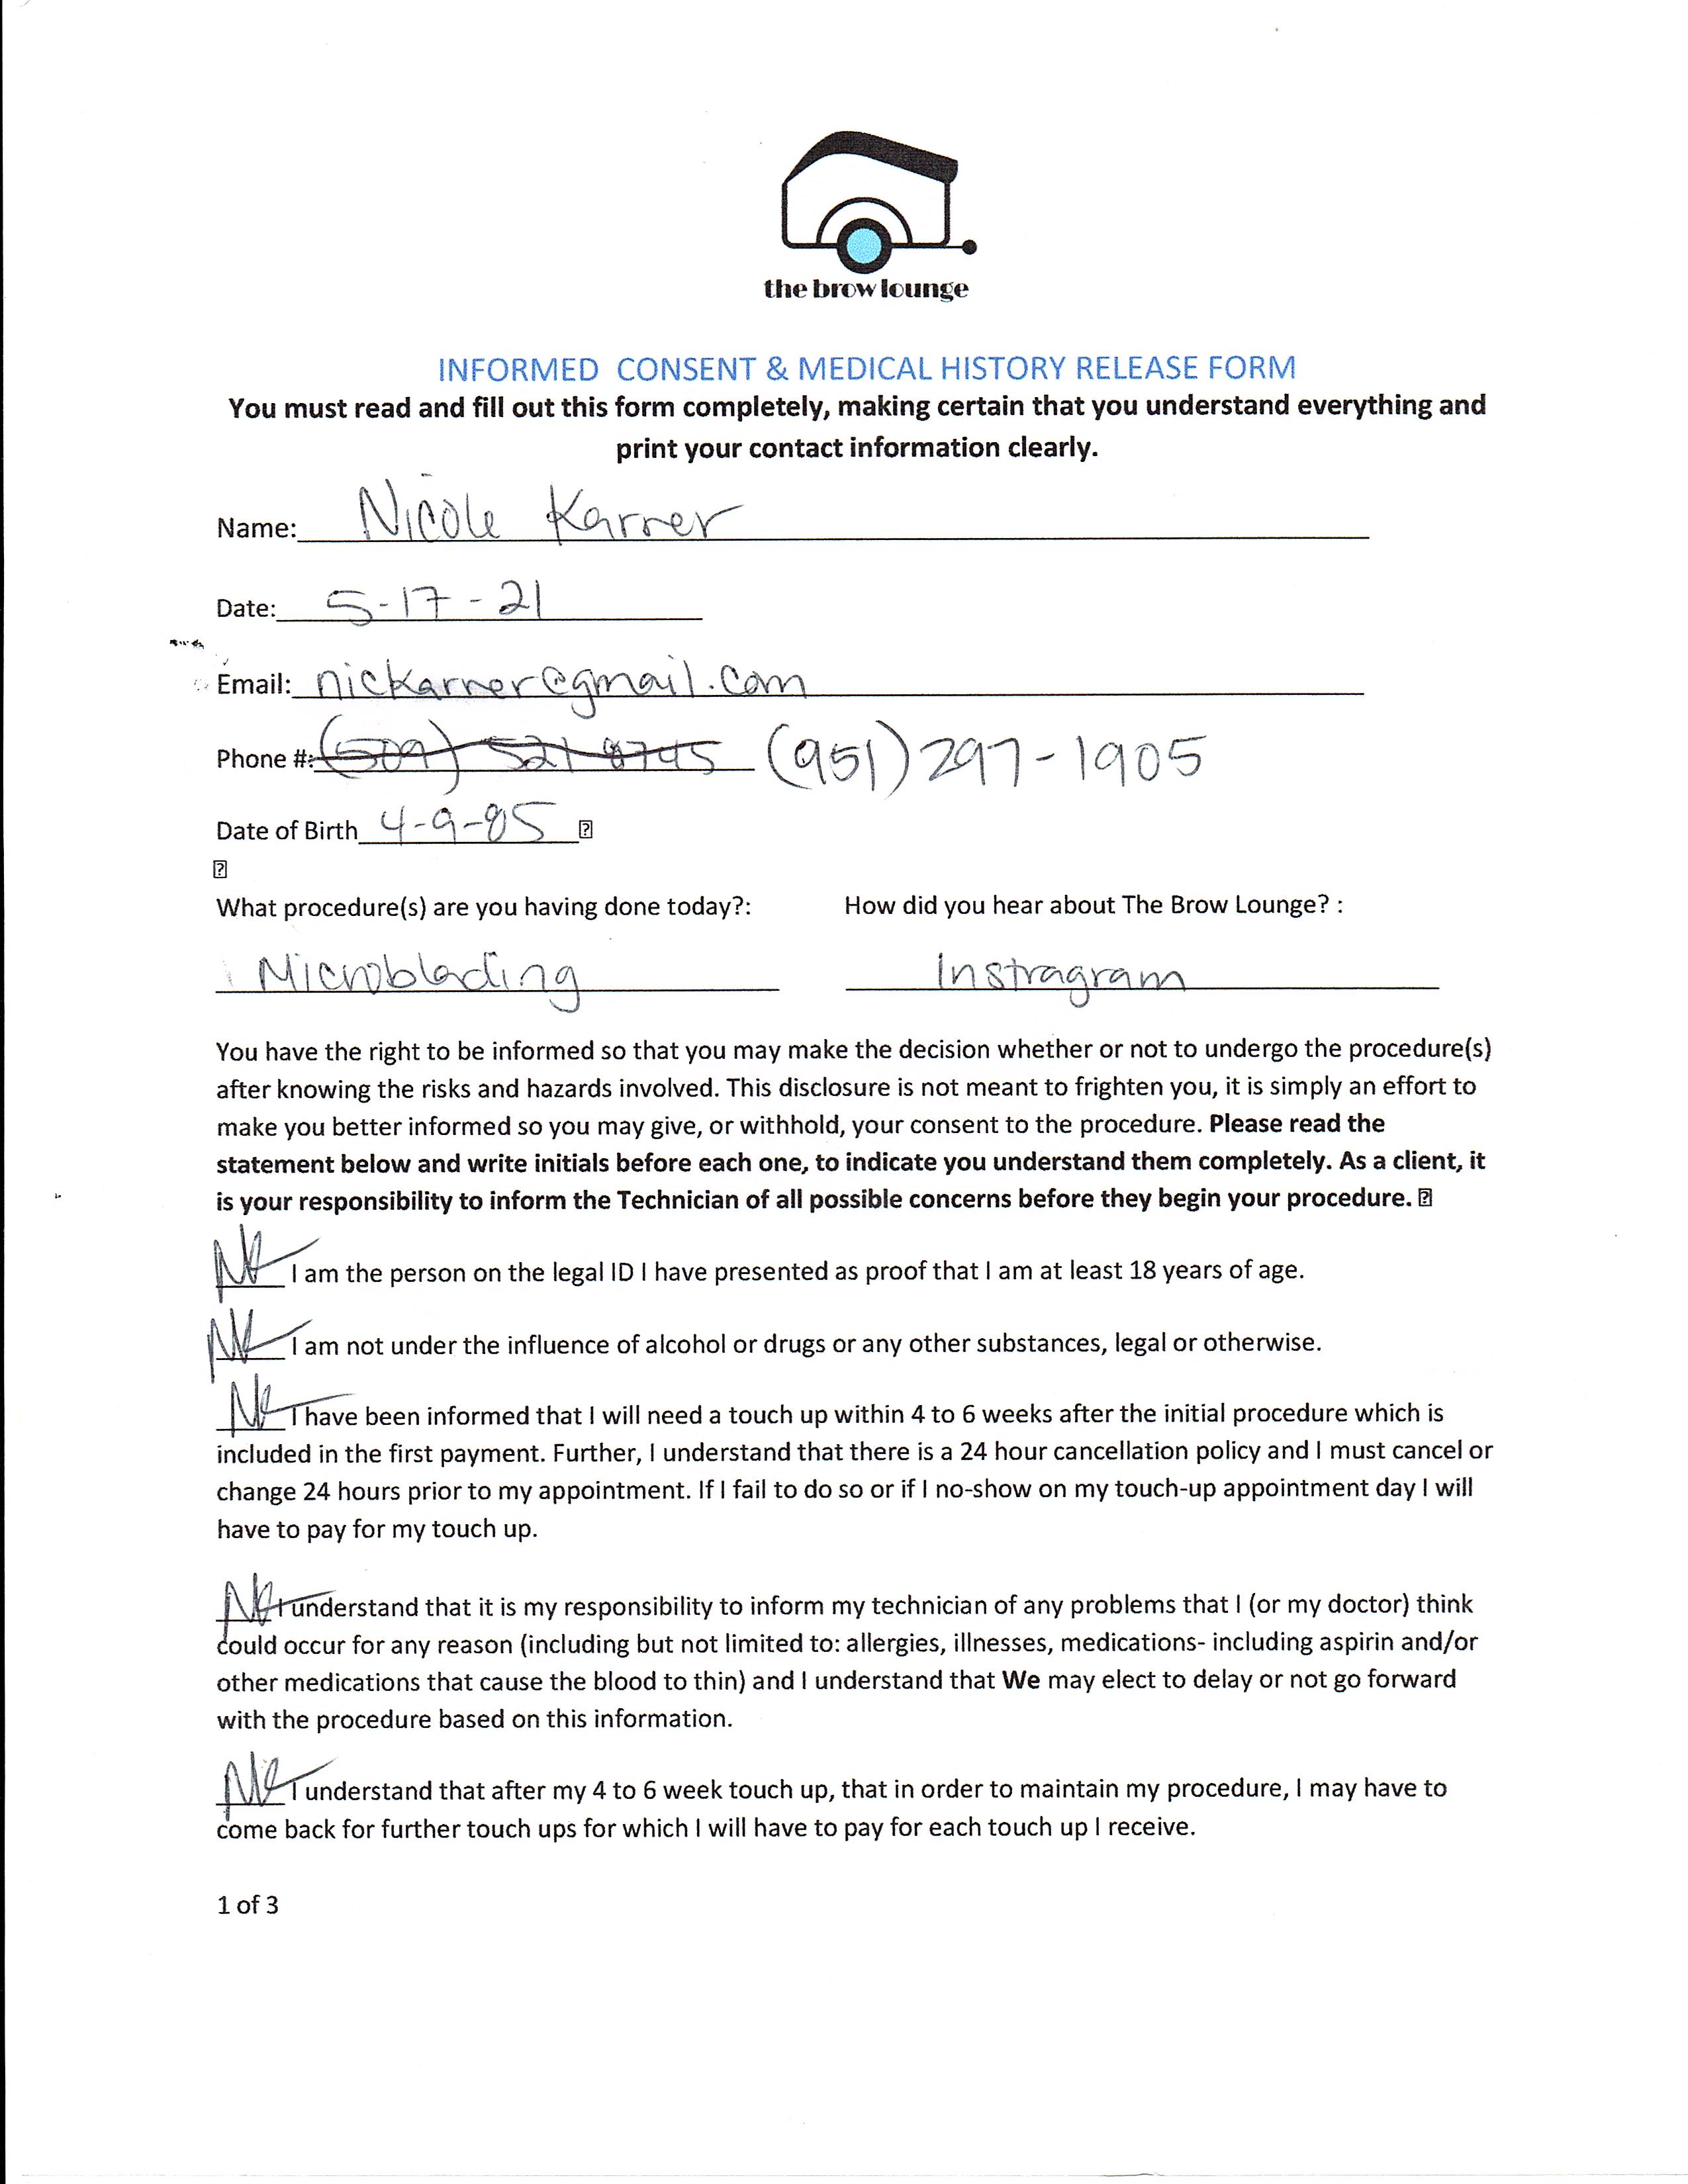 the brow lounge
INFORMED CONSENT & MEDICAL HISTORY RELEASE FORM
You must read and fill out this form completely, making certain that you understand everything and
print your contact information clearly.
Name: Nicole Karrer
Date: 5-17-21
Email: nickarrer@gmail.com
Phone #: (509) 521 8745 (951) 297-1905
Date of Birth 4-9-85
What procedure(s) are you having done today?: How did you hear about The Brow Lounge? :
Microblading Instragram
You have the right to be informed so that you may make the decision whether or not to undergo the procedure(s)
after knowing the risks and hazards involved. This disclosure is not meant to frighten you, it is simply an effort to
make you better informed so you may give, or withhold, your consent to the procedure. Please read the
statement below and write initials before each one, to indicate you understand them completely. As a client, it
is your responsibility to inform the Technician of all possible concerns before they begin your procedure.
NK I am the person on the legal ID I have presented as proof that I am at least 18 years of age.
NK I am not under the influence of alcohol or drugs or any other substances, legal or otherwise.
NK I have been informed that I will need a touch up within 4 to 6 weeks after the initial procedure which is
included in the first payment. Further, I understand that there is a 24 hour cancellation policy and I must cancel or
change 24 hours prior to my appointment. If I fail to do so or if I no-show on my touch-up appointment day I will
have to pay for my touch up.
NK I understand that it is my responsibility to inform my technician of any problems that I (or my doctor) think
could occur for any reason (including but not limited to: allergies, illnesses, medications- including aspirin and/or
other medications that cause the blood to thin) and I understand that We may elect to delay or not go forward
with the procedure based on this information.
NK I understand that after my 4 to 6 week touch up, that in order to maintain my procedure, I may have to
come back for further touch ups for which I will have to pay for each touch up I receive.
1 of 3